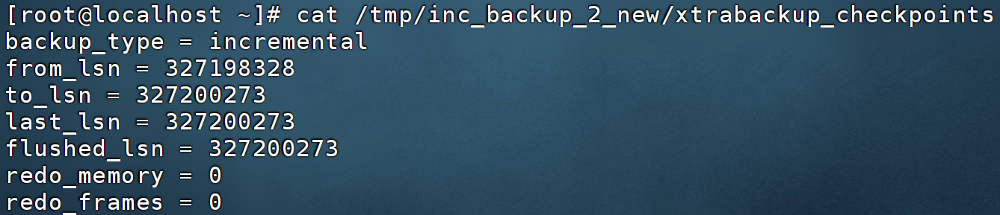 [root@localhost ~]# cat /tmp/inc_backup_2_new/xtrabackup_checkpoints
backup_type = incremental
from_lsn = 327198328
to_lsn = 327200273
last_lsn = 327200273
flushed_lsn = 327200273
redo_memory = 0
redo_frames = 0